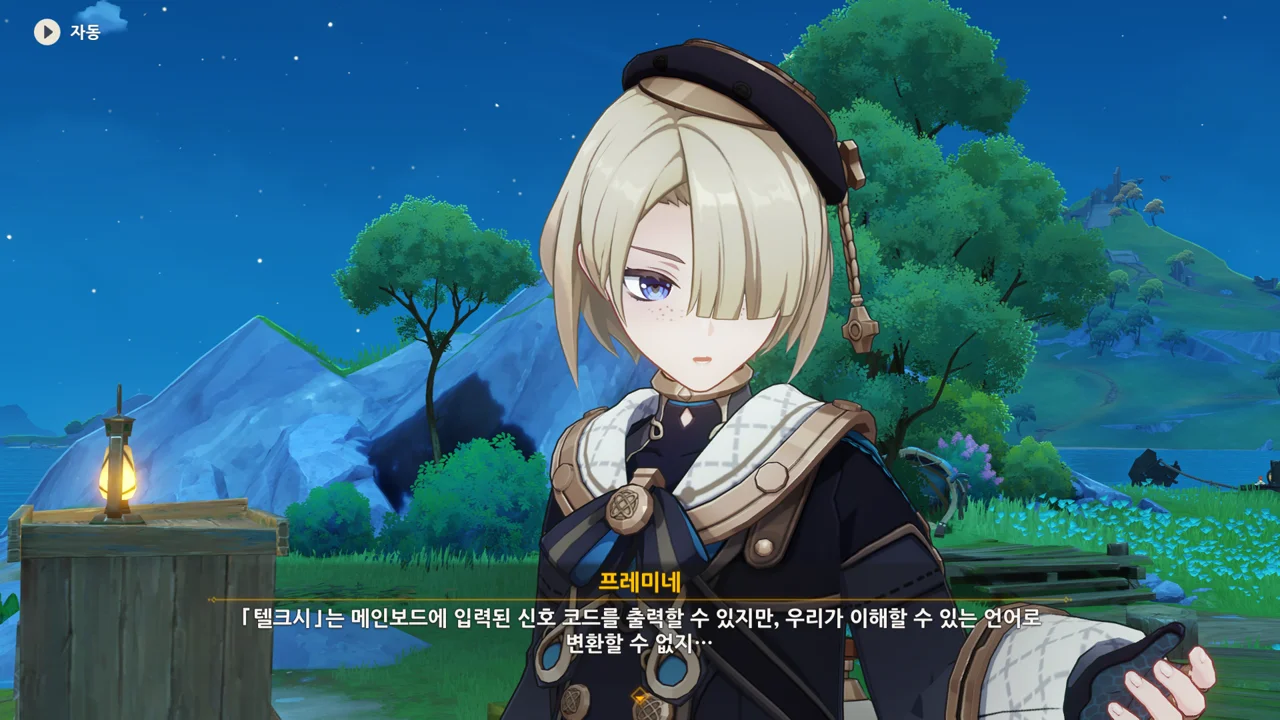 자동
프레미네
「텔크시」는 메인보드에 입력된 신호 코드를 출력할 수 있지만, 우리가 이해할 수 있는 언어로
변환할 수 없지…